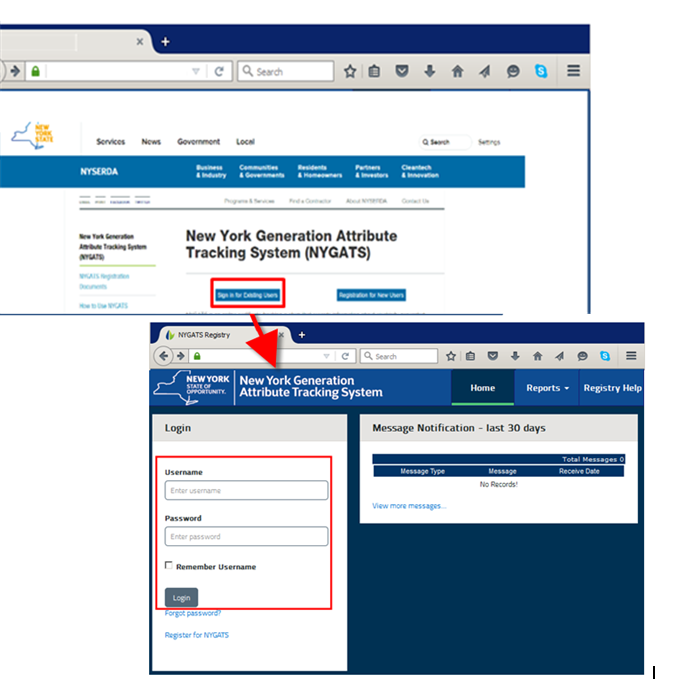 Search
NEW
YORK
STATE
Services News Government Local
Search Settings
NYSERDA
Business
& Industry
Communities
& Governments
Residents
& Homeowners
Partners
& Investors
Cleantech
& Innovation
Programs & Services Find a Contractor About NYSERDA Contact Us
New York Generation
Attribute Tracking System
(NYGATS)
NYGATS Registration
Documents
How to Use NYGATS
New York Generation Attribute
Tracking System (NYGATS)
Sign in for Existing Users
Registration for New Users
NYGATS Registry
Search
NEW YORK
STATE OF
OPPORTUNITY.
New York Generation
Attribute Tracking System
Home Reports Registry Help
Login
Username
Enter username
Password
Enter password
Remember Username
Login
Forgot password?
Register for NYGATS
Message Notification - last 30 days
Total Messages 0
Message Type Message Receive Date
No Records!
View more messages...